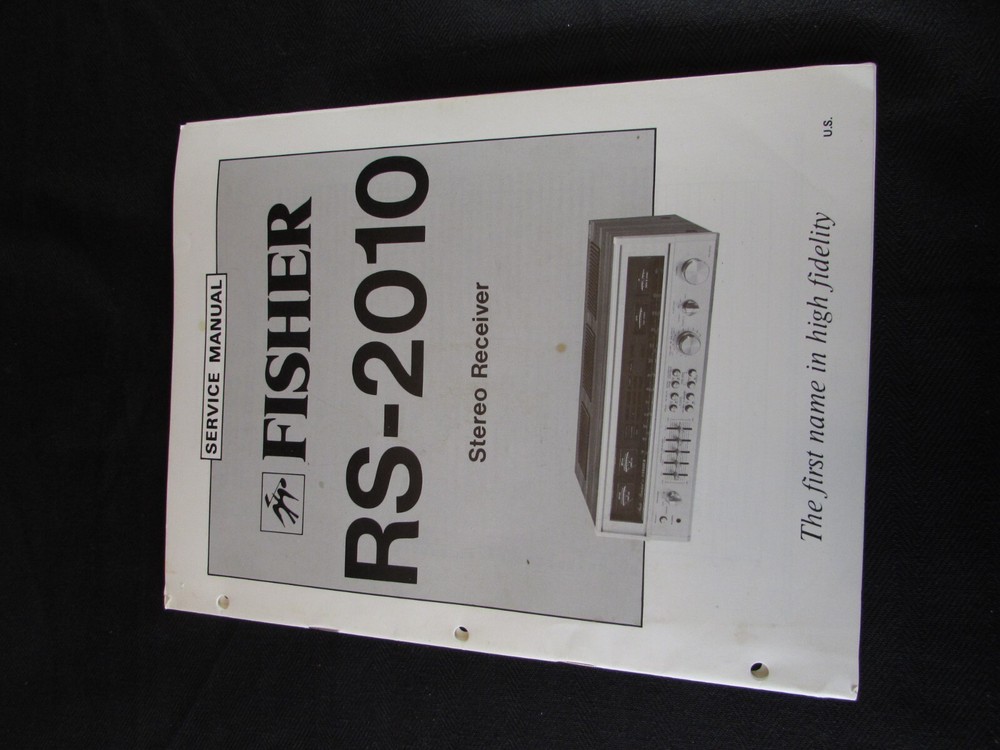 SERVICE MANUAL
FISHER
RS-2010
Stereo Receiver
The first name in high fidelity
U.S.